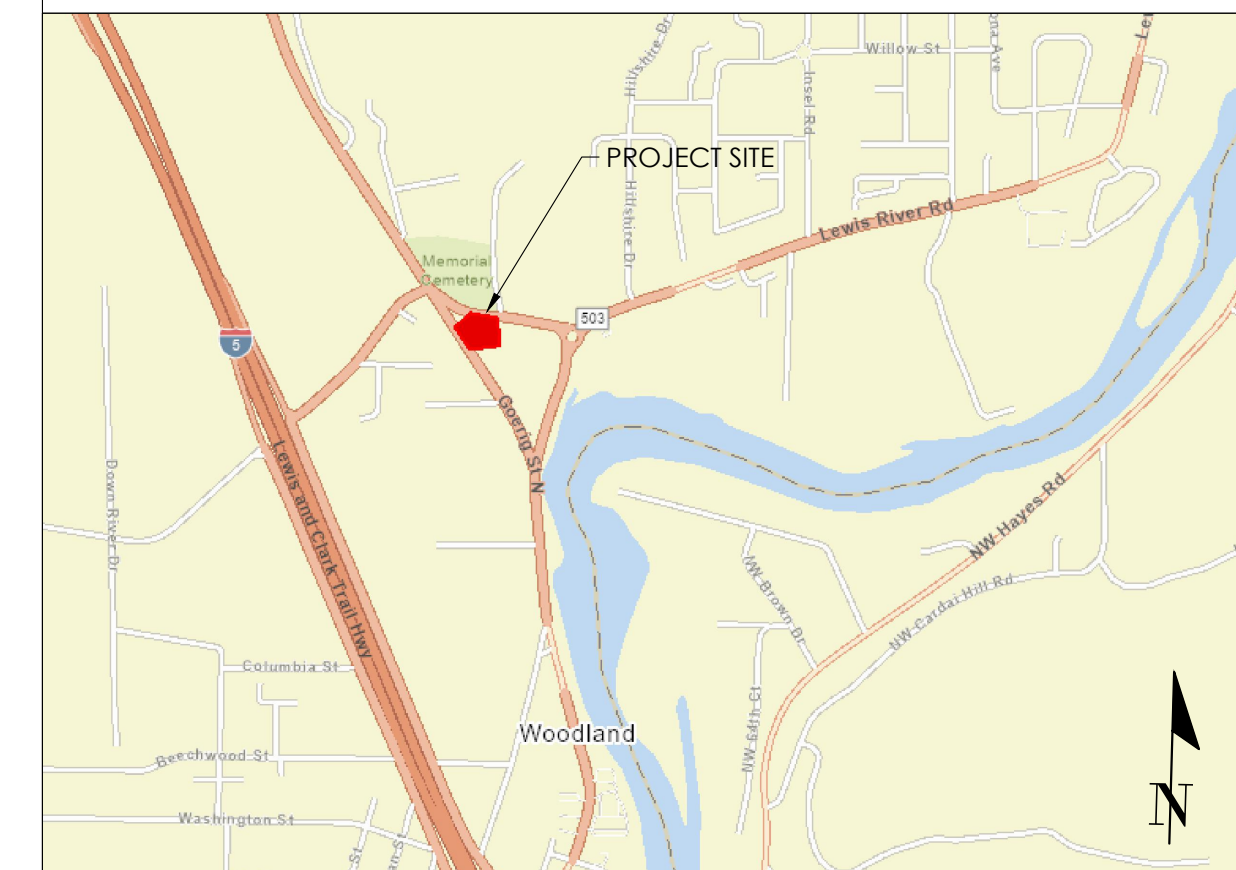 Hillshire Dr
Willow St
Insel Rd
PROJECT SITE
Hillshire Dr
Lewis River Rd
Memorial
Cemetery
503
5
Goerig St N
Lewis and Clark Trail Hwy
Down River Dr
NW Hayes Rd
NW Brown Dr
NW Cardai Hill Rd
Columbia St
NW 64th Ct
Woodland
Beechwood St
Washington St
St
N